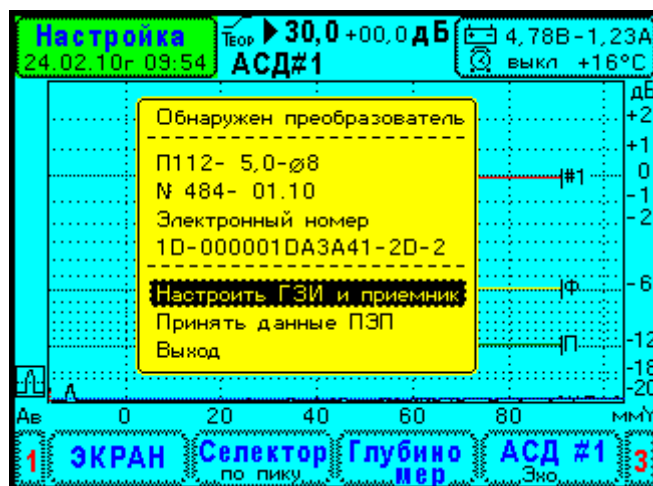 Настройка
24.02.10г 09:54
Теор 30,0 +00,0 дБ
АСД#1
4,78В-1,23А
выкл +16°C
Обнаружен преобразователь
П112- 5,0-⌀8
N 484- 01.10
Электронный номер
1D-000001DA3A41-2D-2
Настроить ГЗИ и приемник
Принять данные ПЭП
Выход
дБ
+2
+1
0
-1
-2
-6
-12
-18
-20
#1
Ф
П
Ав 0 20 40 60 80 ммY
1 ЭКРАН
Селектор
по пику
Глубино
мер
АСД #1
Эхо
3